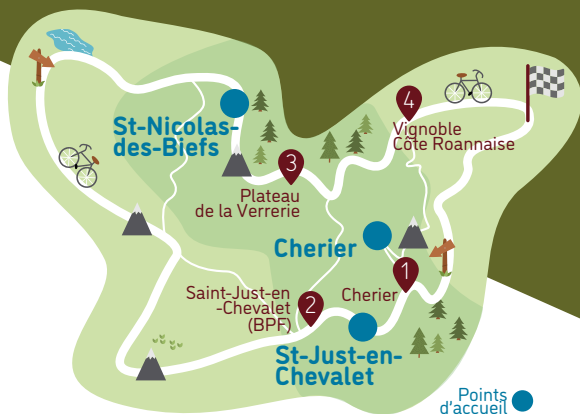 4
Vignoble
Côte Roannaise
St-Nicolas-
des-Biefs
3
Plateau
de la Verrerie
Cherier
1
Cherier
Saint-Just-en
-Chevalet
(BPF)
2
St-Just-en-
Chevalet
Points
d'accueil